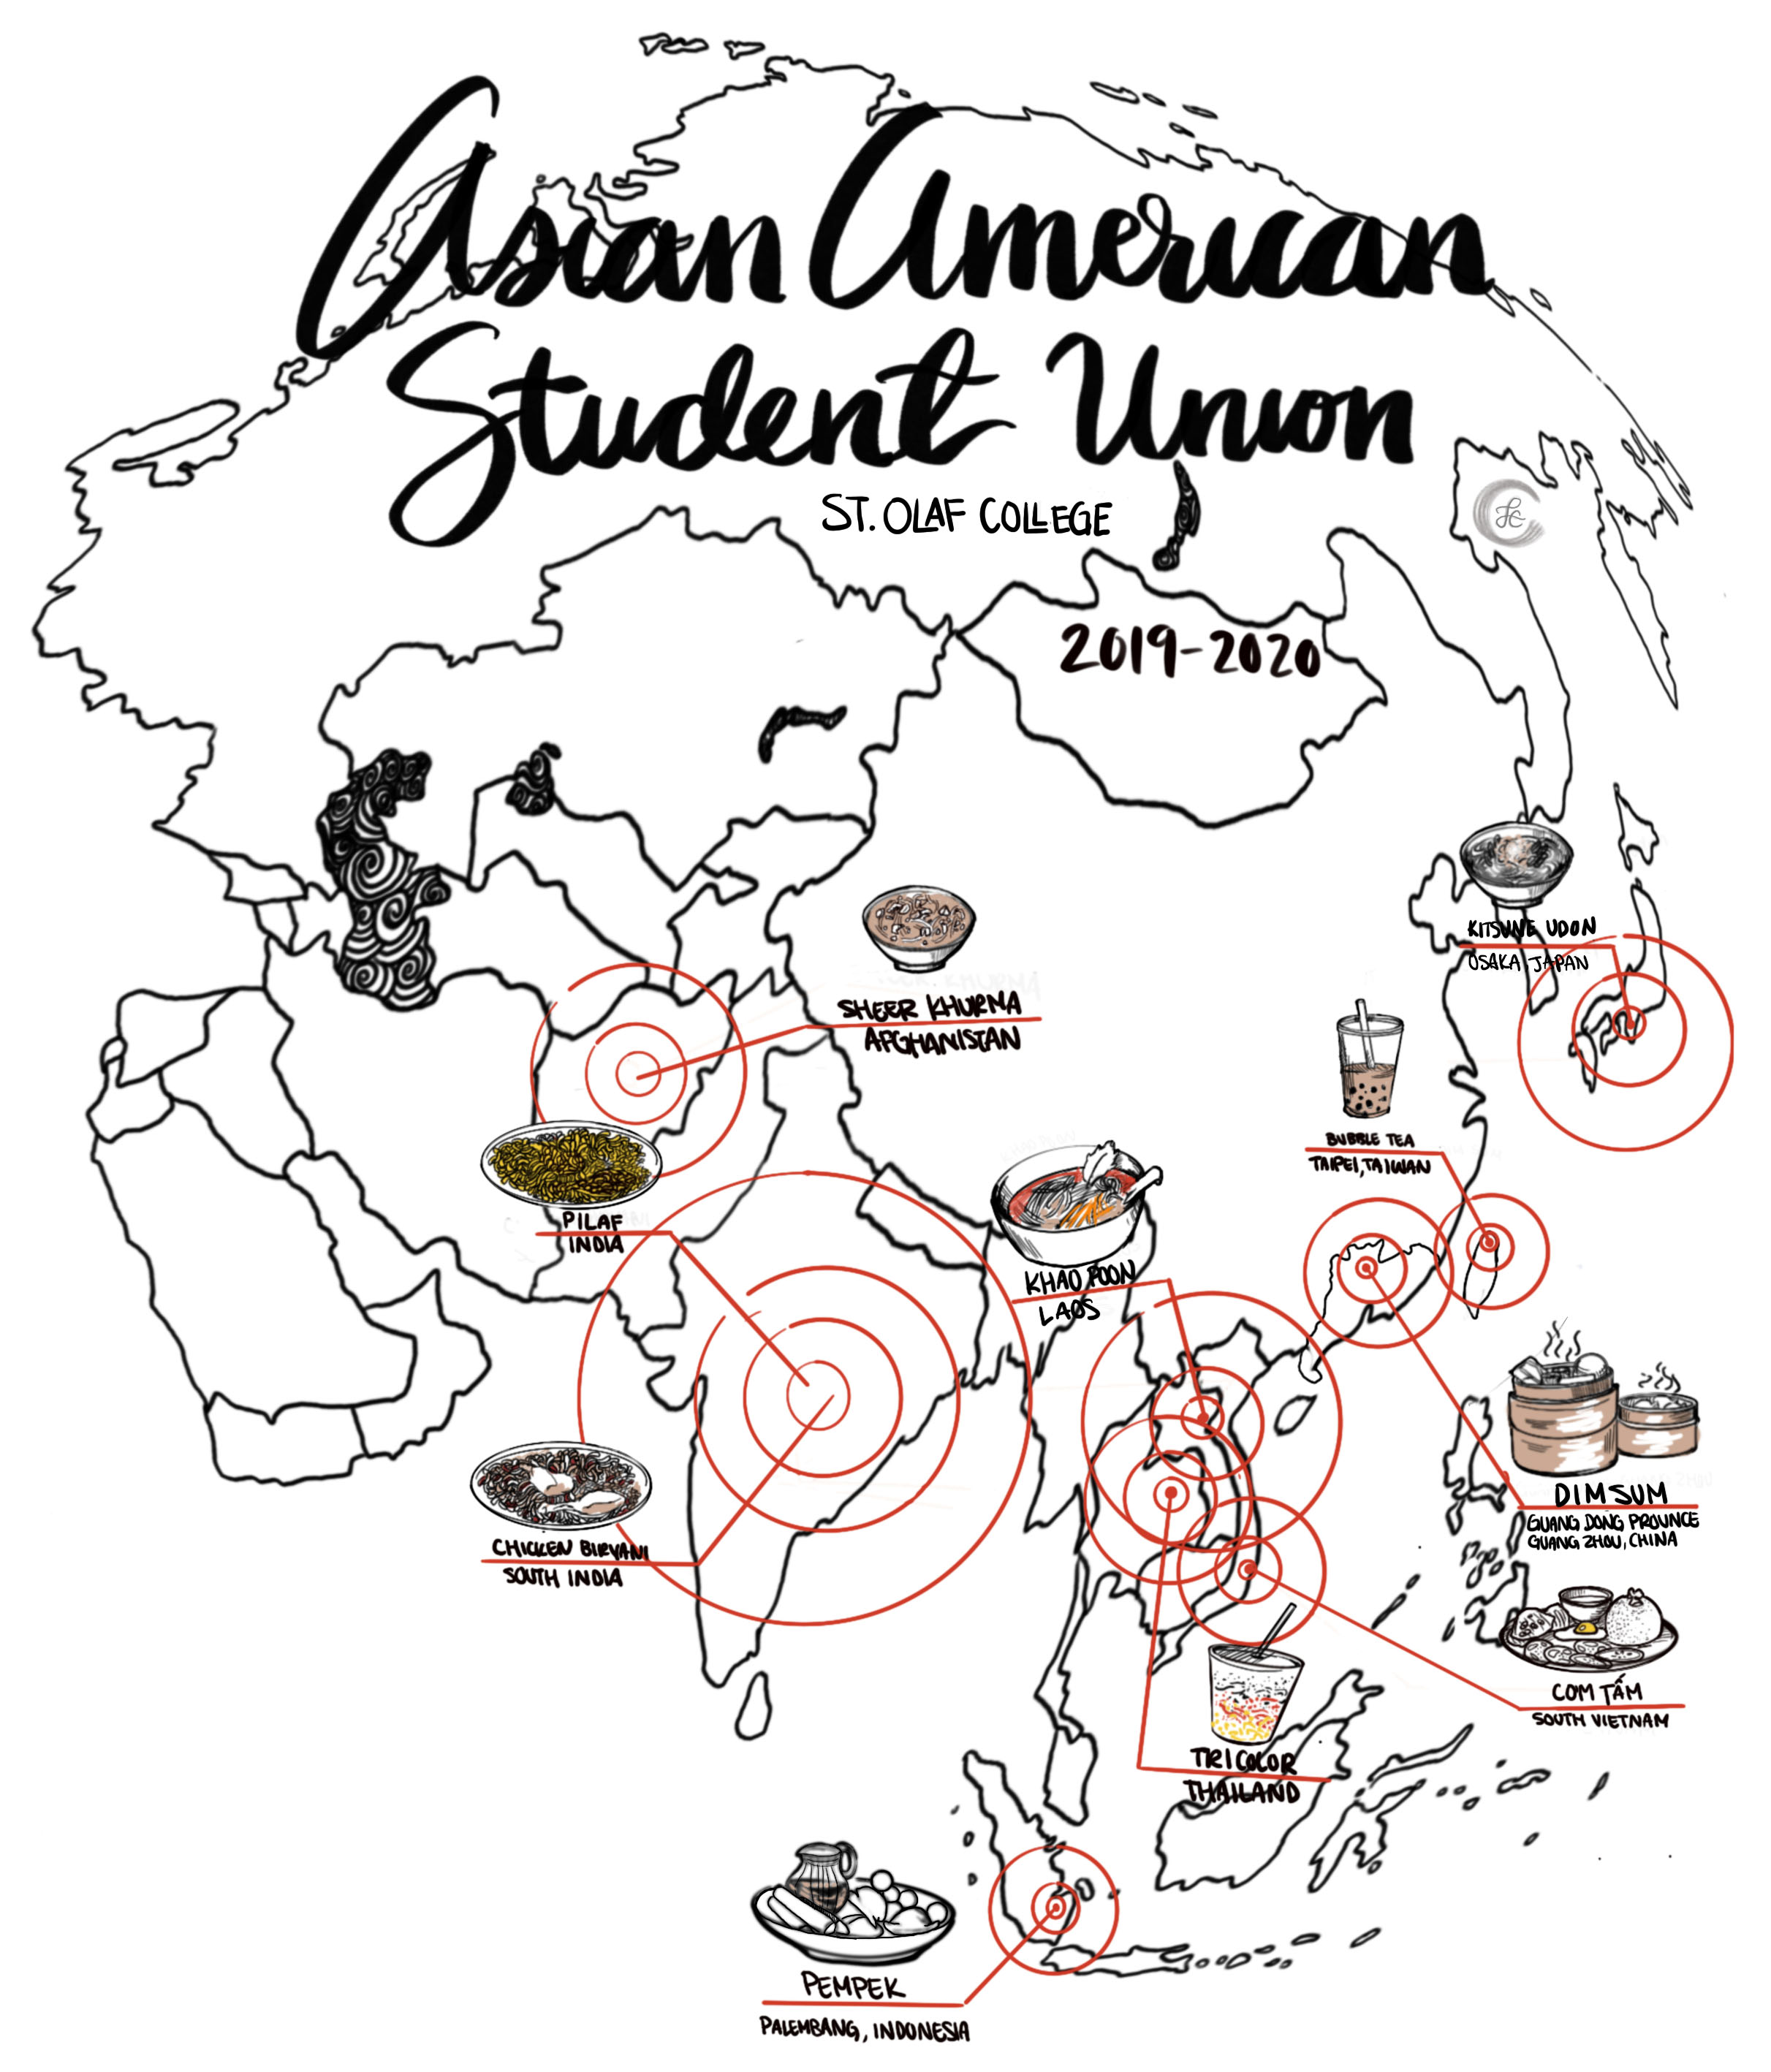 Asian American
Student Union
ST. OLAF COLLEGE
2019-2020
KITSUNE UDON
OSAKA, JAPAN
SHEER KHURMA
AFGHANISTAN
BUBBLE TEA
TAIPEI, TAIWAN
PILAF
INDIA
KHAO POON
LAOS
DIM SUM
GUANG DONG PROVINCE
GUANG ZHOU, CHINA
CHICKEN BIRYANI
SOUTH INDIA
COM TẤM
SOUTH VIETNAM
TRICOLOR
THAILAND
PEMPEK
PALEMBANG, INDONESIA